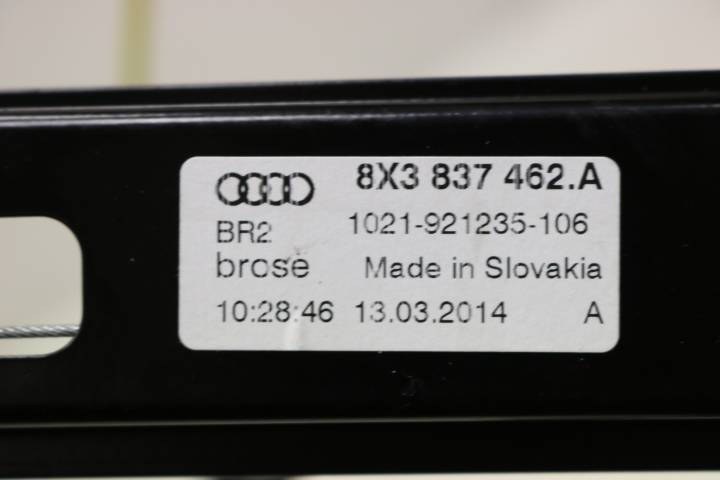 8X3 837 462.A
BR2 1021-921235-106
brose Made in Slovakia
10:28:46 13.03.2014 A